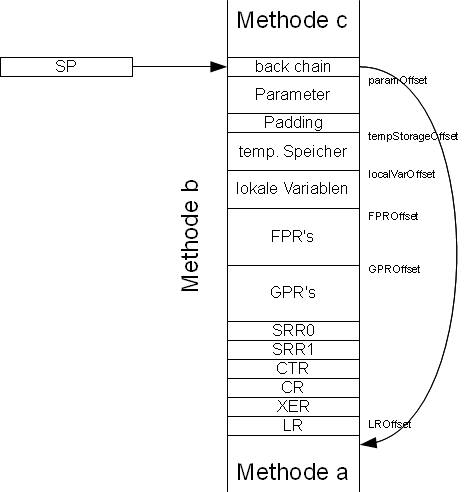 Methode c
SP
back chain
paramOffset
Parameter
Padding
tempStorageOffset
temp. Speicher
localVarOffset
lokale Variablen
Methode b
FPROffset
FPR's
GPROffset
GPR's
SRR0
SRR1
CTR
CR
XER
LR
LROffset
Methode a